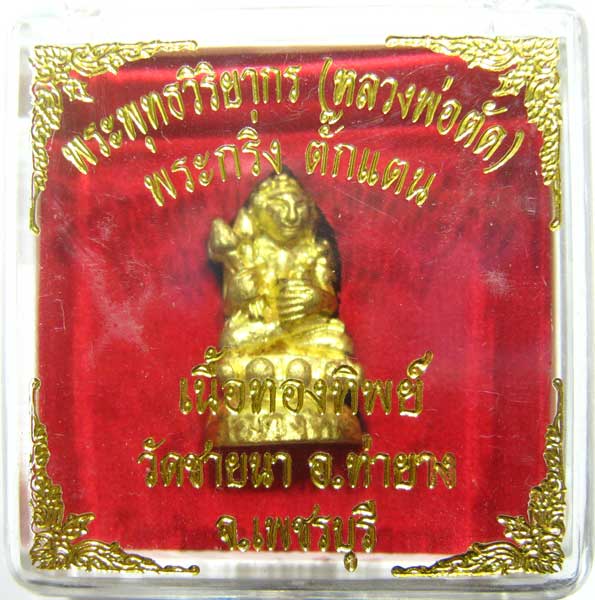 พระพุทธวิริยากร (หลวงพ่อตัด)
พระกริ่ง ตั๊กแตน
เนื้อทองทิพย์
วัดชายนา อ.ท่ายาง
จ.เพชรบุรี